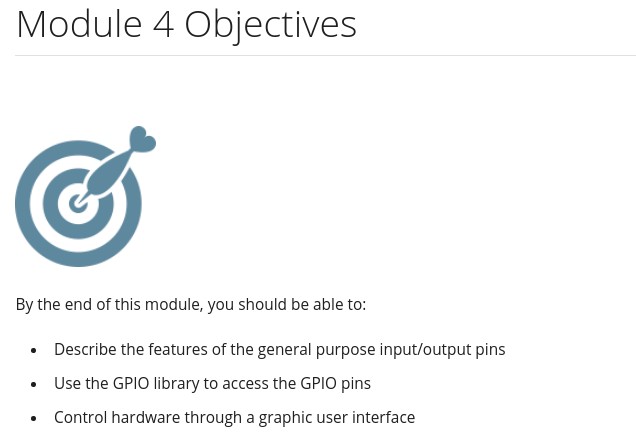 Module 4 Objectives
By the end of this module, you should be able to:
• Describe the features of the general purpose input/output pins
• Use the GPIO library to access the GPIO pins
• Control hardware through a graphic user interface